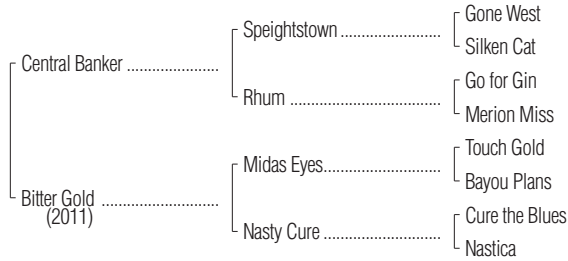 Gone West
Speightstown
Silken Cat
Central Banker
Go for Gin
Rhum
Merion Miss
Touch Gold
Midas Eyes
Bayou Plans
Bitter Gold
(2011)
Cure the Blues
Nasty Cure
Nastica